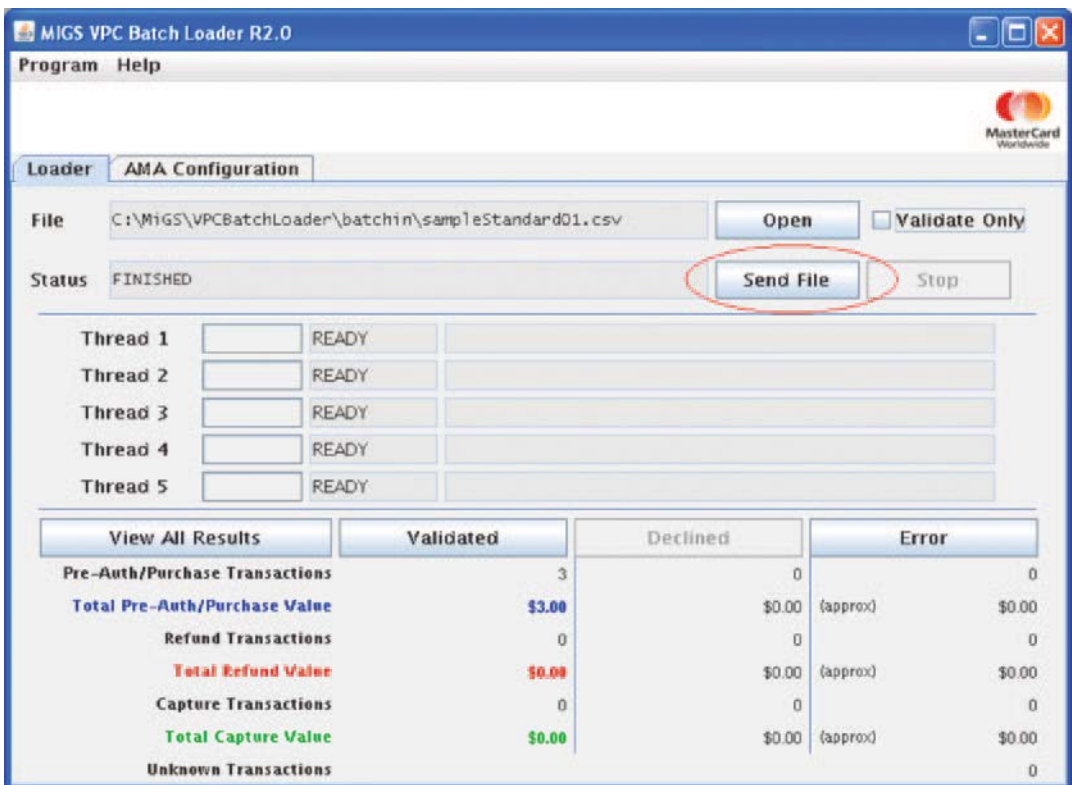 MIGS VPC Batch Loader R2.0
Program Help
MasterCard
Worldwide
Loader AMA Configuration
File C:\MiGS\VPCBatchLoader\batchin\sampleStandard01.csv Open Validate Only
Status FINISHED Send File Stop
Thread 1 READY
Thread 2 READY
Thread 3 READY
Thread 4 READY
Thread 5 READY
View All Results Validated Declined Error
Pre-Auth/Purchase Transactions 3 0 0
Total Pre-Auth/Purchase Value $3.00 $0.00 (approx) $0.00
Refund Transactions 0 0 0
Total Refund Value $0.00 $0.00 (approx) $0.00
Capture Transactions 0 0 0
Total Capture Value $0.00 $0.00 (approx) $0.00
Unknown Transactions 0